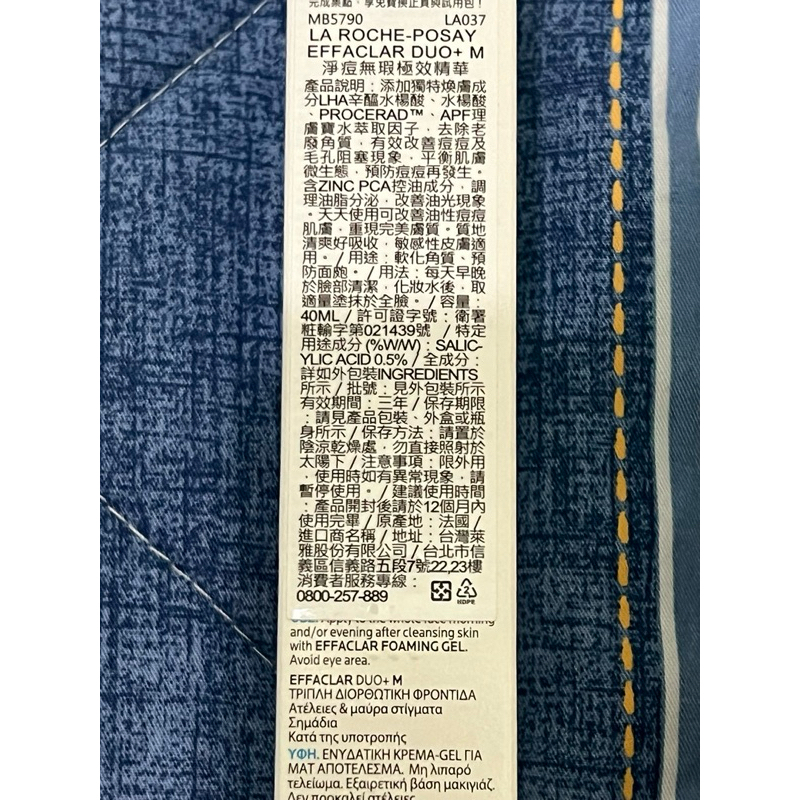 完成集點，享免費換正貨與試用包！
MB5790 LA037
LA ROCHE-POSAY
EFFACLAR DUO+ M
淨痘無瑕極效精華
產品說明：添加獨特煥膚成
分LHA辛醯水楊酸、水楊酸
、PROCERAD™、APF理
膚寶水萃取因子，去除老
廢角質，有效改善痘痘及
毛孔阻塞現象，平衡肌膚
微生態，預防痘痘再發生。
含ZINC PCA控油成分，調
理油脂分泌，改善油光現象
。天天使用可改善油性痘痘
肌膚，重現完美膚質。質地
清爽好吸收，敏感性皮膚適
用。/ 用途：軟化角質、預
防面皰。/ 用法：每天早晚
於臉部清潔，化妝水後，取
適量塗抹於全臉。/ 容量：
40ML / 許可證字號：衛署
粧輸字第021439號 / 特定
用途成分 (%W/W)：SALIC-
YLIC ACID 0.5% / 全成分：
詳如外包裝INGREDIENTS
所示 / 批號：見外包裝所示
有效期間：三年 / 保存期限
：請見產品包裝、外盒或瓶
身所示 / 保存方法：請置於
陰涼乾燥處，勿直接照射於
太陽下 / 注意事項：限外用
，使用時如有異常現象，請
暫停使用。/ 建議使用時間
：產品開封後請於12個月內
使用完畢 / 原產地：法國 /
進口商名稱 / 地址：台灣萊
雅股份有限公司 / 台北市信
義區信義路五段7號22,23樓
消費者服務專線：
0800-257-889
HDPE
Apply to the whole face morning
and/or evening after cleansing skin
with EFFACLAR FOAMING GEL.
Avoid eye area.
EFFACLAR DUO+ M
ΤΡΙΠΛΗ ΔΙΟΡΘΩΤΙΚΗ ΦΡΟΝΤΙΔΑ
Ατέλειες & μαύρα στίγματα
Σημάδια
Κατά της υποτροπής
ΥΦΗ. ΕΝΥΔΑΤΙΚΗ ΚΡΕΜΑ-GEL ΓΙΑ
ΜΑΤ ΑΠΟΤΕΛΕΣΜΑ. Μη λιπαρό
τελείωμα. Εξαιρετική βάση μακιγιάζ.
Δεν προκαλεί ατέλειες.